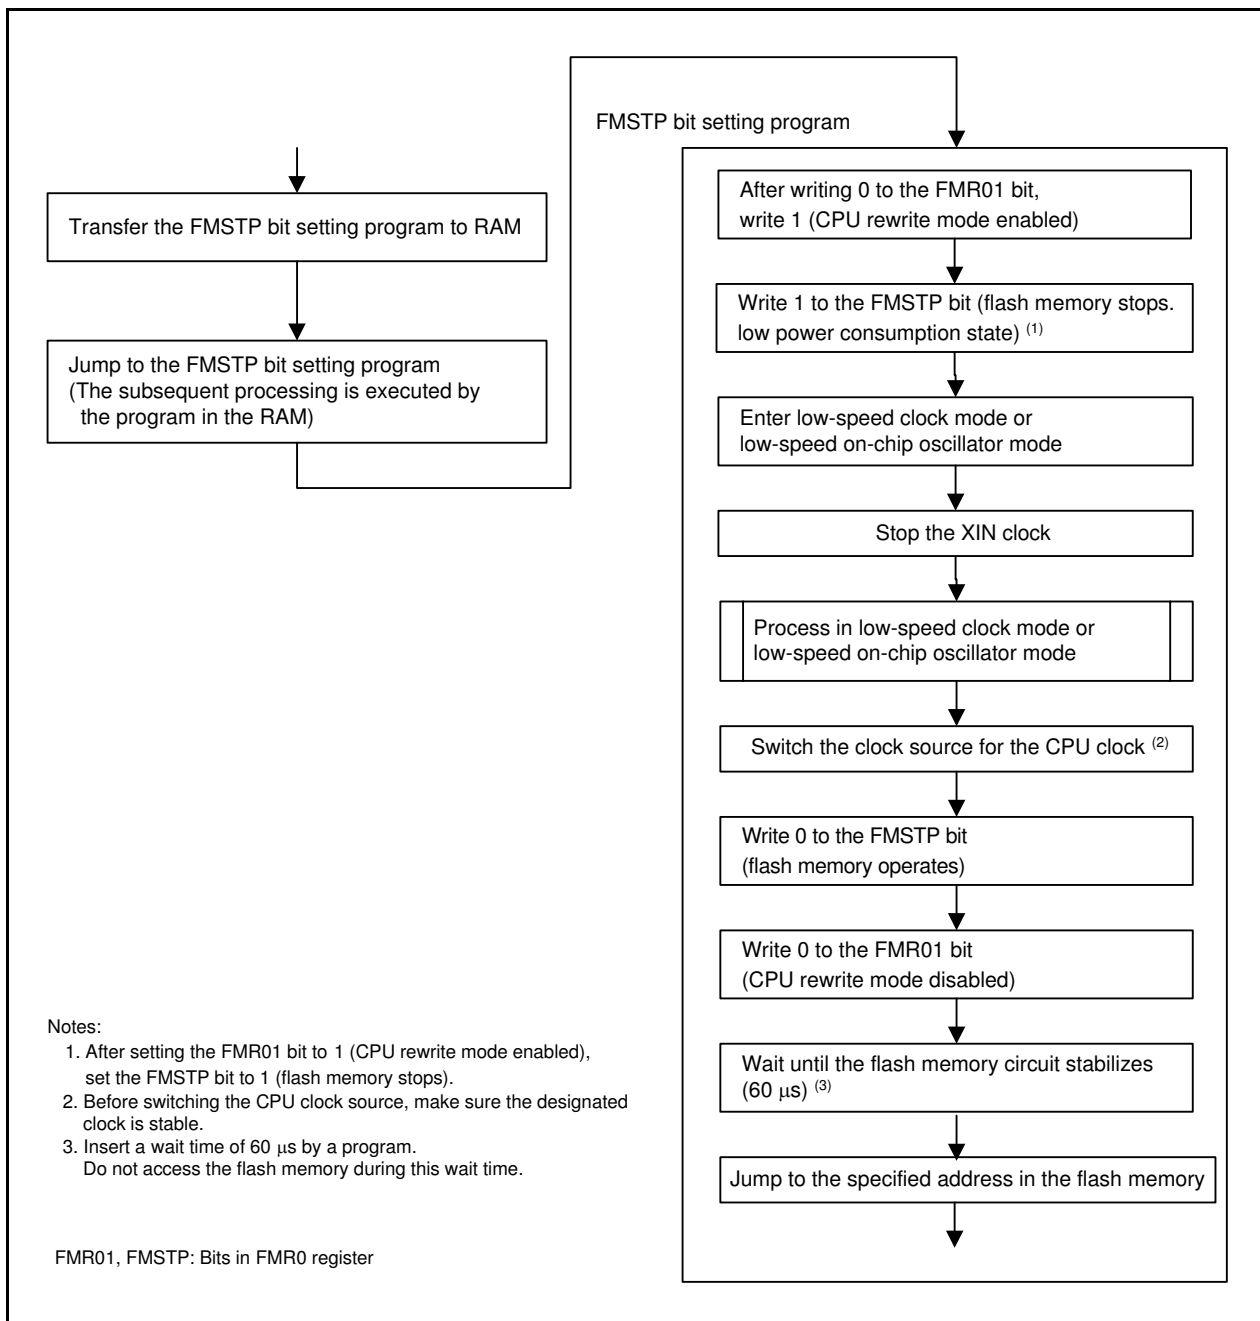 Transfer the FMSTP bit setting program to RAM
Jump to the FMSTP bit setting program
(The subsequent processing is executed by
the program in the RAM)
FMSTP bit setting program
After writing 0 to the FMR01 bit,
write 1 (CPU rewrite mode enabled)
Write 1 to the FMSTP bit (flash memory stops.
low power consumption state) (1)
Enter low-speed clock mode or
low-speed on-chip oscillator mode
Stop the XIN clock
Process in low-speed clock mode or
low-speed on-chip oscillator mode
Switch the clock source for the CPU clock (2)
Write 0 to the FMSTP bit
(flash memory operates)
Write 0 to the FMR01 bit
(CPU rewrite mode disabled)
Wait until the flash memory circuit stabilizes
(60 μs) (3)
Jump to the specified address in the flash memory
Notes:
1. After setting the FMR01 bit to 1 (CPU rewrite mode enabled),
set the FMSTP bit to 1 (flash memory stops).
2. Before switching the CPU clock source, make sure the designated
clock is stable.
3. Insert a wait time of 60 μs by a program.
Do not access the flash memory during this wait time.
FMR01, FMSTP: Bits in FMR0 register